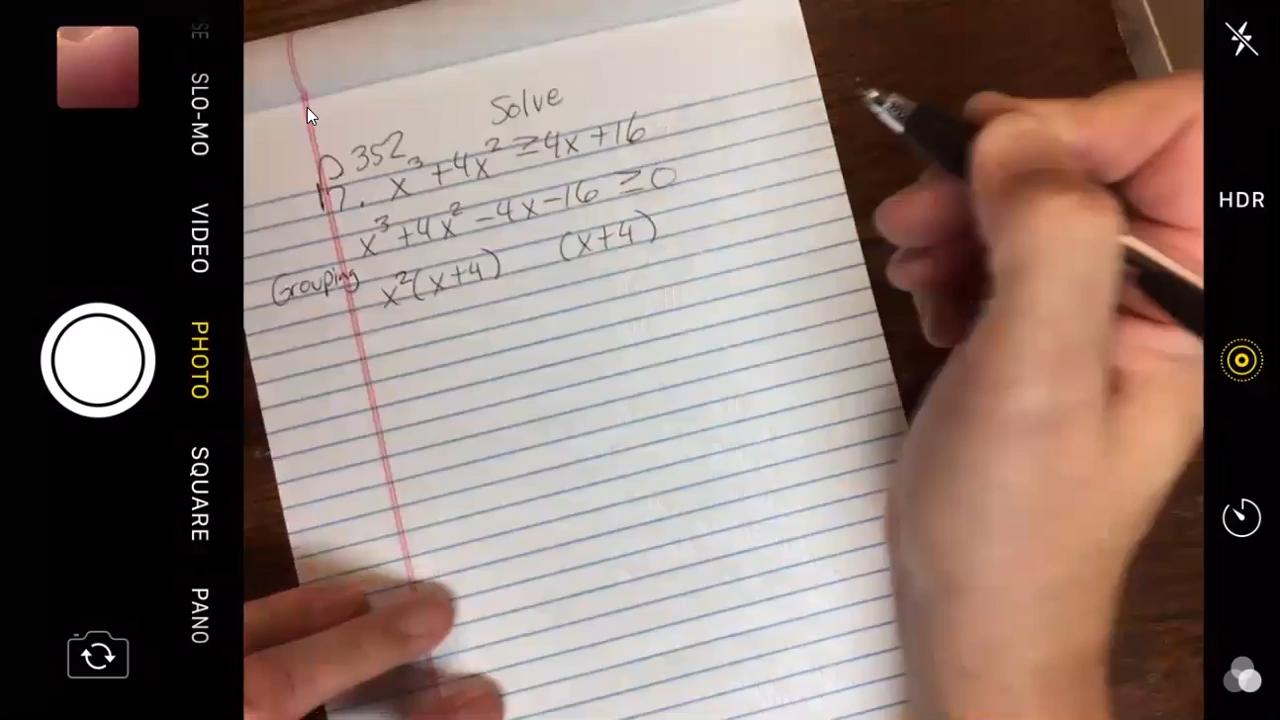 SE
SLO-MO
VIDEO
PHOTO
SQUARE
PANO
HDR
Solve
p352
17. x³+4x² ≥4x+16
x³+4x²-4x-16 ≥0
Grouping x²(x+4) (x+4)